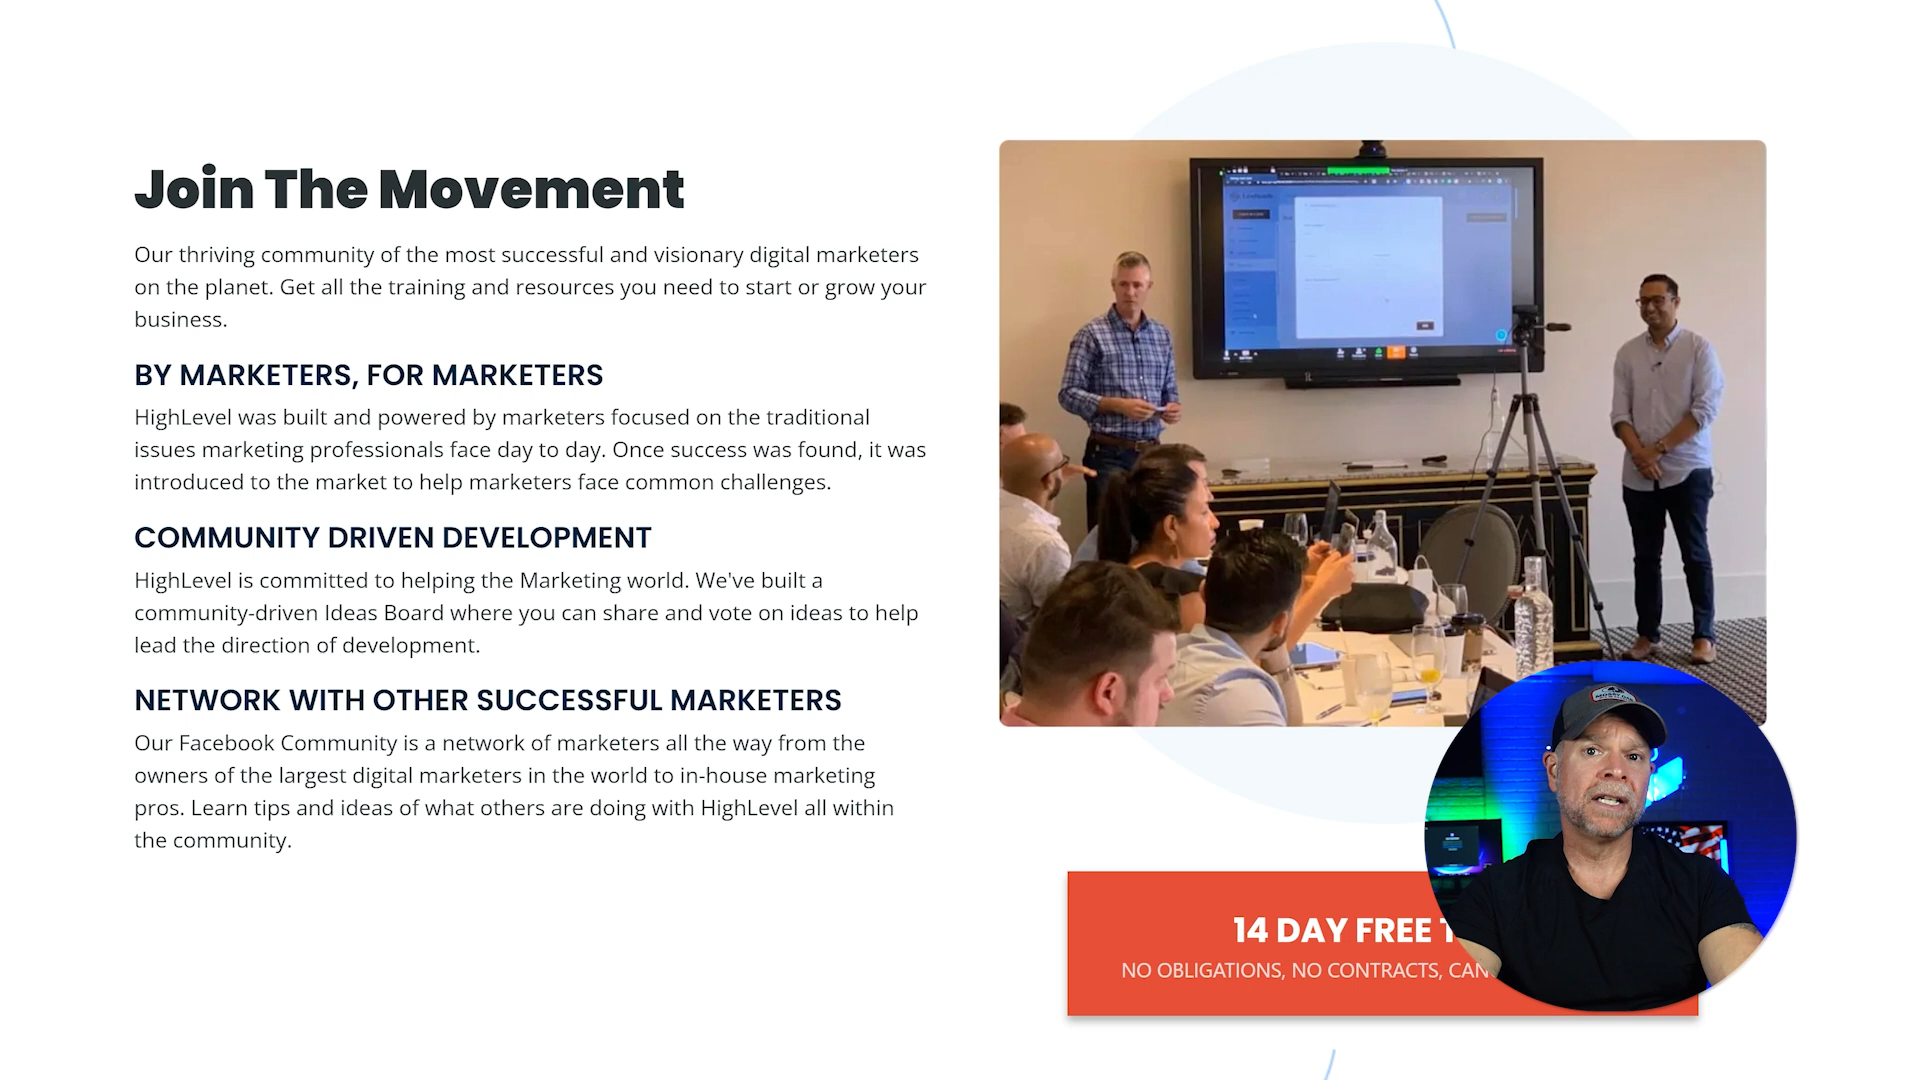 Join The Movement
Our thriving community of the most successful and visionary digital marketers
on the planet. Get all the training and resources you need to start or grow your
business.
BY MARKETERS, FOR MARKETERS
HighLevel was built and powered by marketers focused on the traditional
issues marketing professionals face day to day. Once success was found, it was
introduced to the market to help marketers face common challenges.
COMMUNITY DRIVEN DEVELOPMENT
HighLevel is committed to helping the Marketing world. We've built a
community-driven Ideas Board where you can share and vote on ideas to help
lead the direction of development.
NETWORK WITH OTHER SUCCESSFUL MARKETERS
Our Facebook Community is a network of marketers all the way from the
owners of the largest digital marketers in the world to in-house marketing
pros. Learn tips and ideas of what others are doing with HighLevel all within
the community.
14 DAY FREE
NO OBLIGATIONS, NO CONTRACTS, CAN